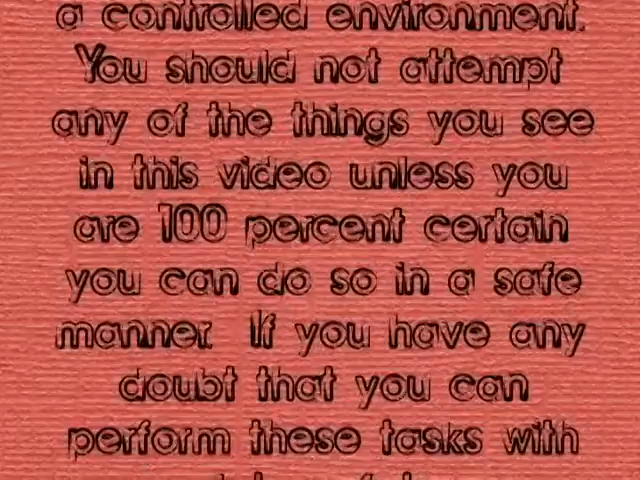 a controlled environment.
You should not attempt
any of the things you see
in this video unless you
are 100 percent certain
you can do so in a safe
manner. If you have any
doubt that you can
perform these tasks with